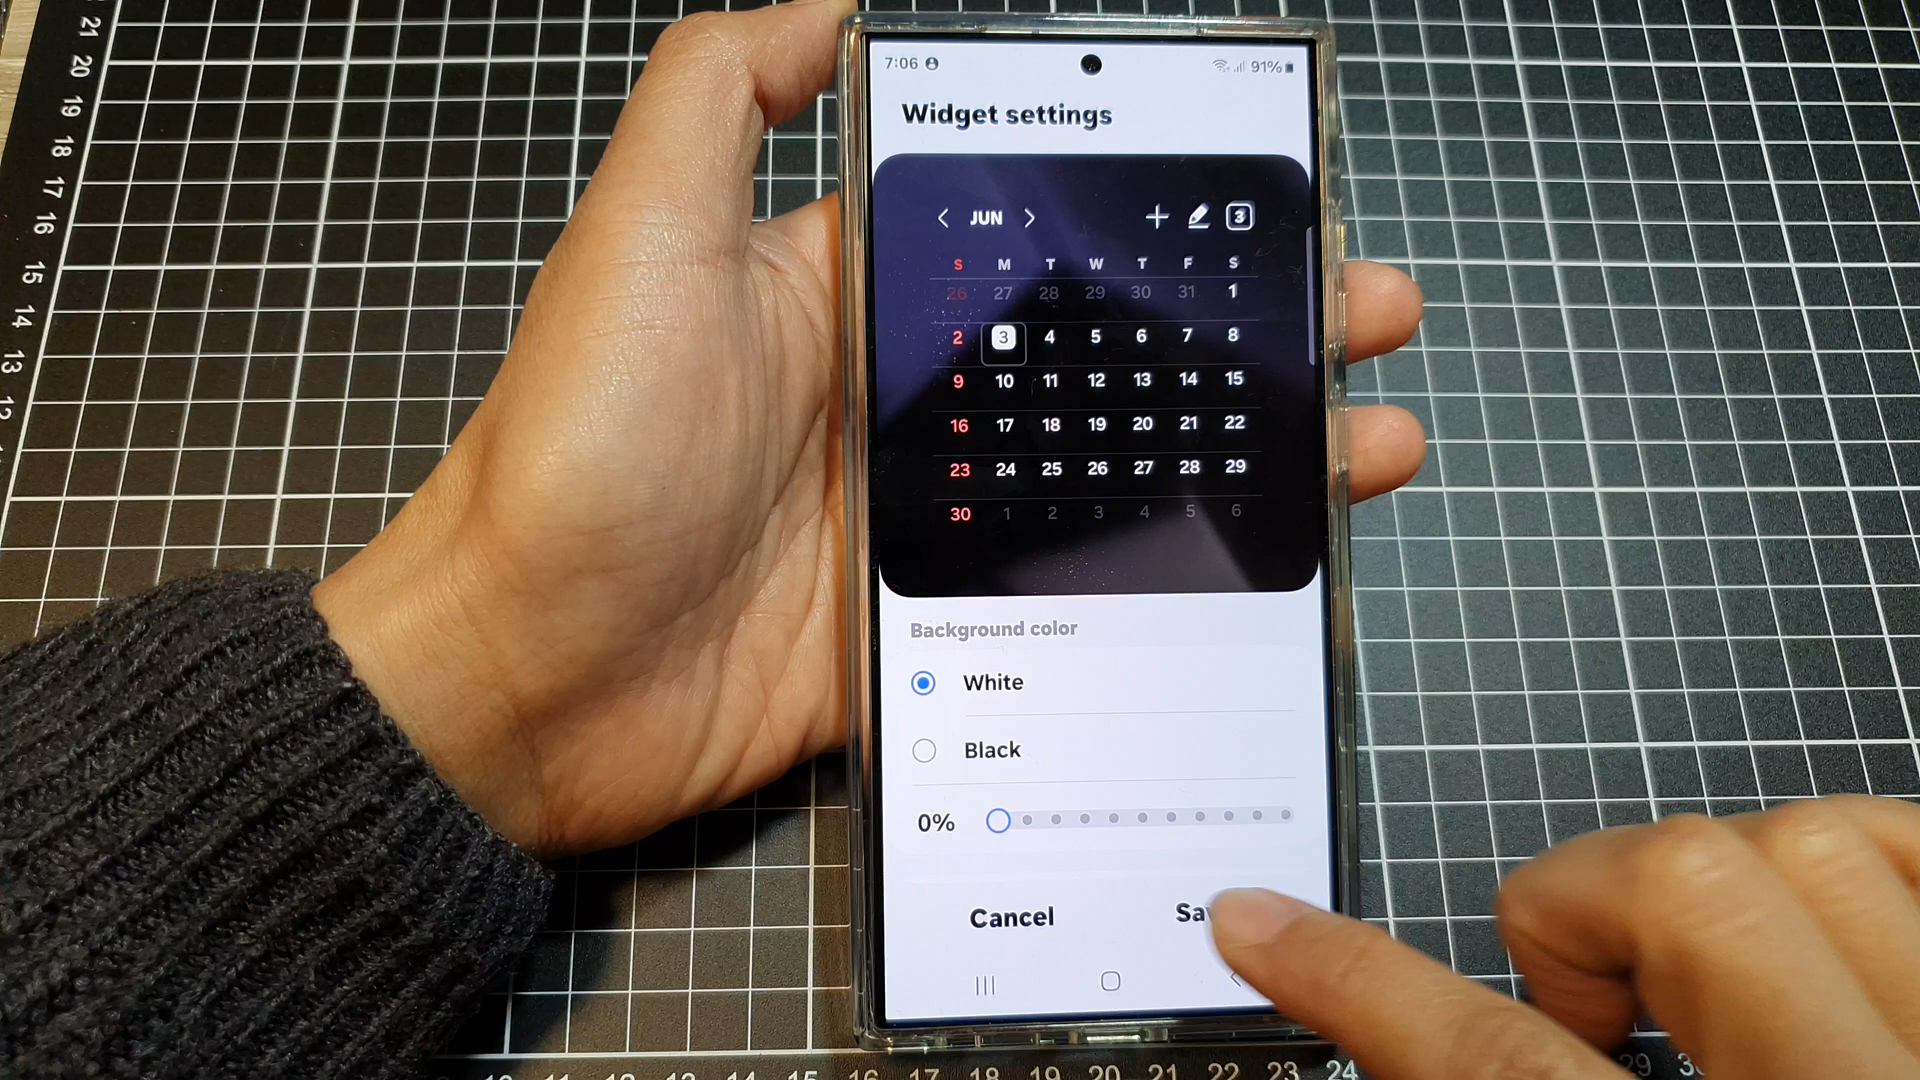 7:06
91%
Widget settings
JUN
3
S M T W T F S
26 27 28 29 30 31 1
2 3 4 5 6 7 8
9 10 11 12 13 14 15
16 17 18 19 20 21 22
23 24 25 26 27 28 29
30 1 2 3 4 5 6
Background color
White
Black
0%
Cancel
Sa
21
20
19
18
17
16
15
14
13
12
15 16 17 18 19 20 21 22 23 24 29